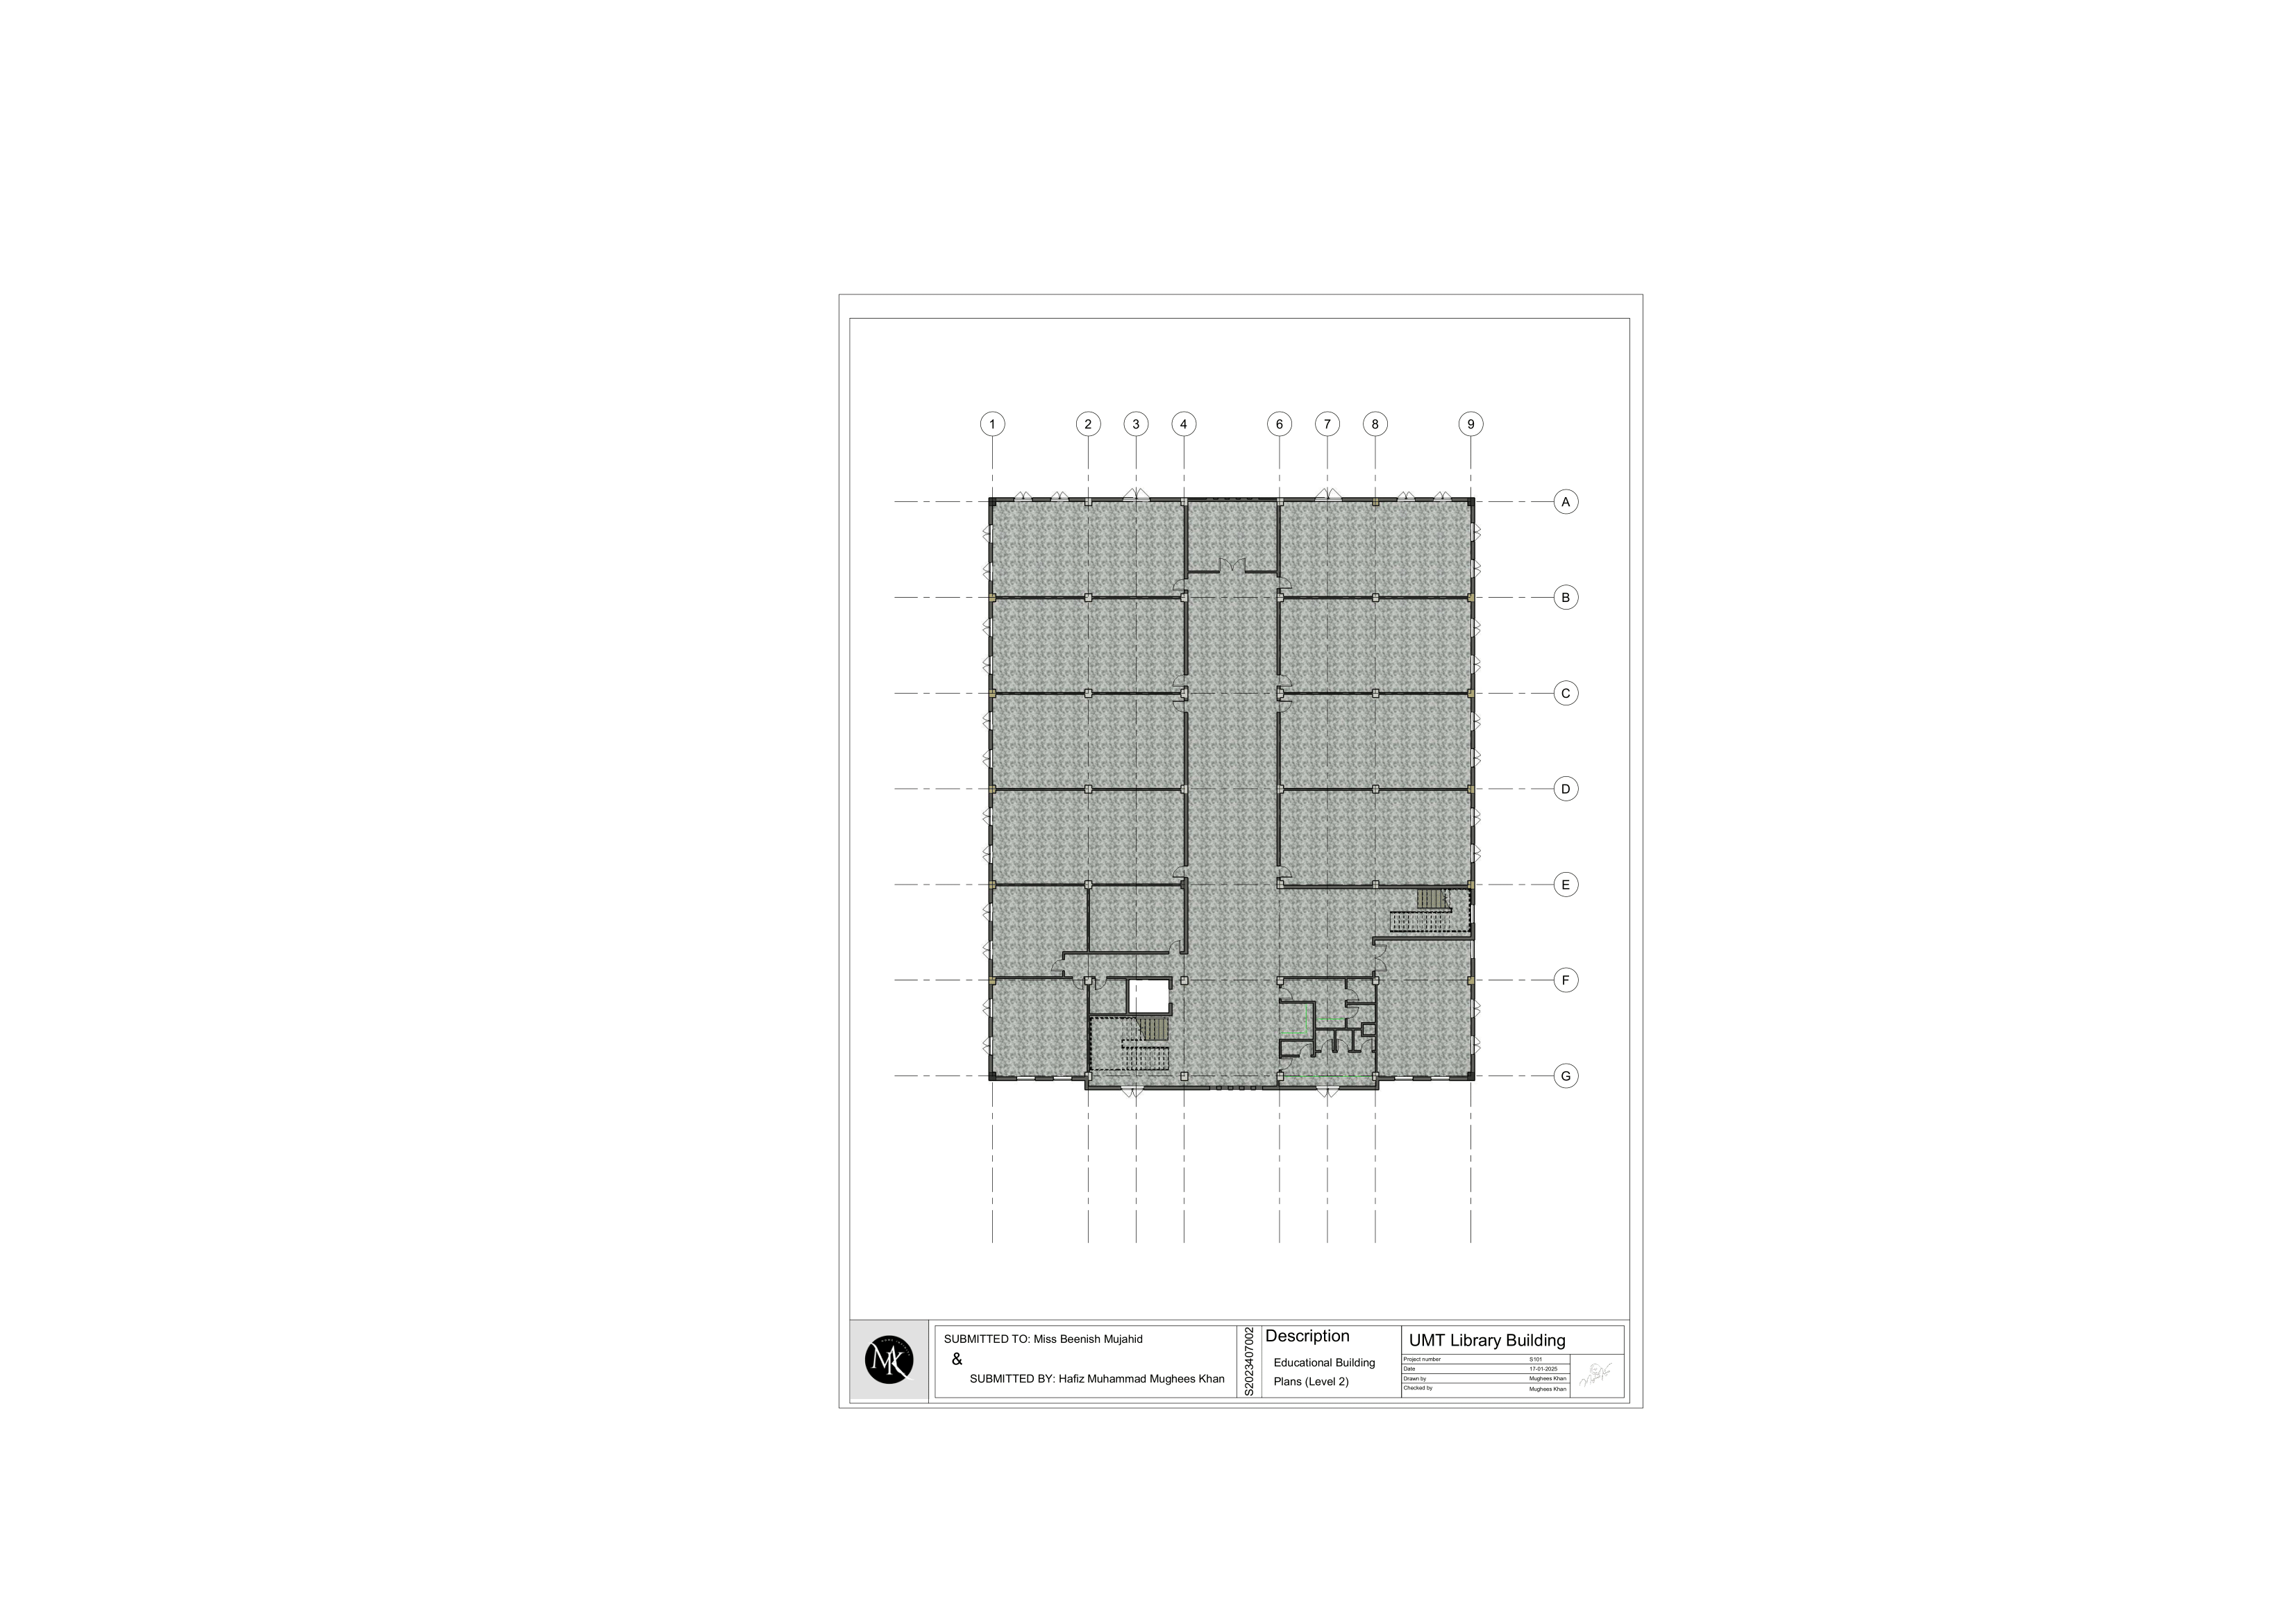 1 2 3 4 6 7 8 9
A
B
C
D
E
F
G
SUBMITTED TO: Miss Beenish Mujahid
&
SUBMITTED BY: Hafiz Muhammad Mughees Khan
S2023407002
Description
Educational Building
Plans (Level 2)
UMT Library Building
Project number S101
Date 17-01-2025
Drawn by Mughees Khan
Checked by Mughees Khan
MK